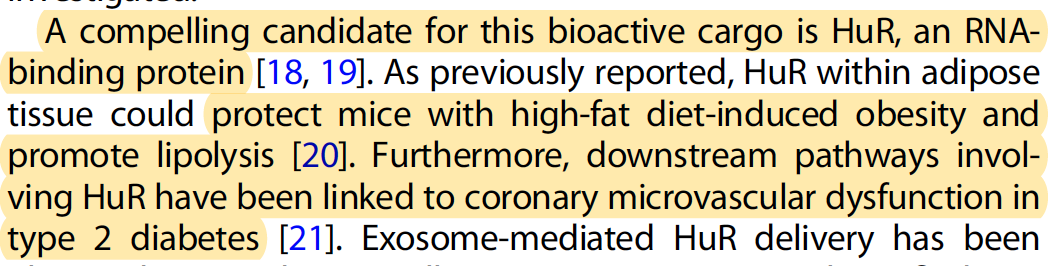 A compelling candidate for this bioactive cargo is HuR, an RNA-
binding protein [18, 19]. As previously reported, HuR within adipose
tissue could protect mice with high-fat diet-induced obesity and
promote lipolysis [20]. Furthermore, downstream pathways invol-
ving HuR have been linked to coronary microvascular dysfunction in
type 2 diabetes [21]. Exosome-mediated HuR delivery has been